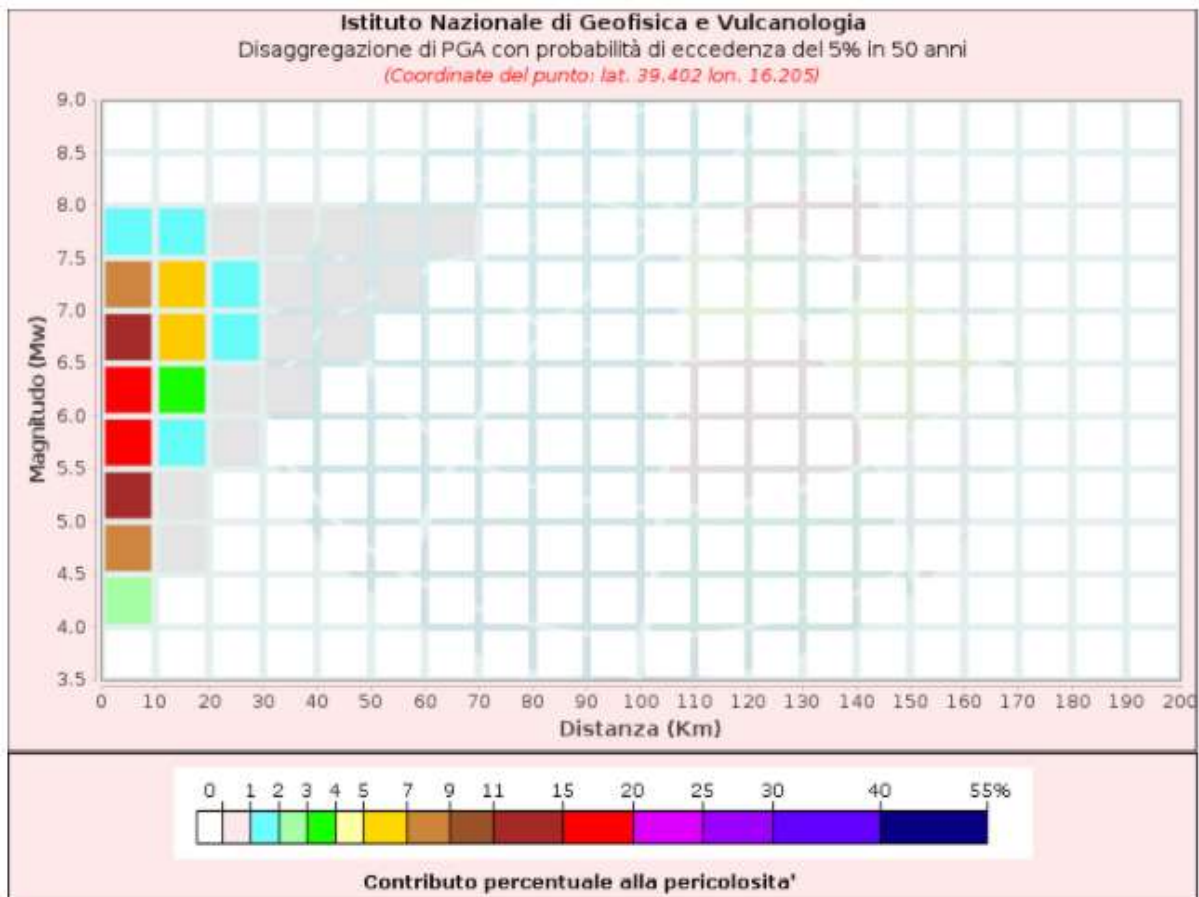 Istituto Nazionale di Geofisica e Vulcanologia
Disaggregazione di PGA con probabilità di eccedenza del 5% in 50 anni
(Coordinate del punto: lat. 39.402 lon. 16.205)
9.0
8.5
8.0
7.5
7.0
6.5
6.0
5.5
5.0
4.5
4.0
3.5
Magnitudo (Mw)
0 10 20 30 40 50 60 70 80 90 100 110 120 130 140 150 160 170 180 190 200
Distanza (Km)
0 1 2 3 4 5 7 9 11 15 20 25 30 40 55%
Contributo percentuale alla pericolosita'